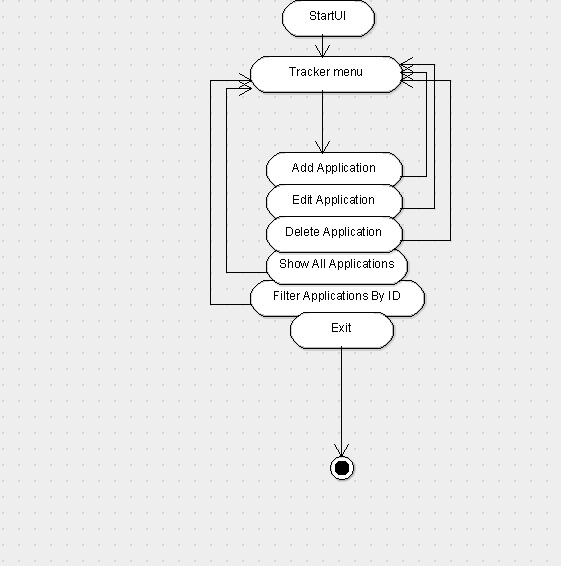 StartUI
Tracker menu
Add Application
Edit Application
Delete Application
Show All Applications
Filter Applications By ID
Exit